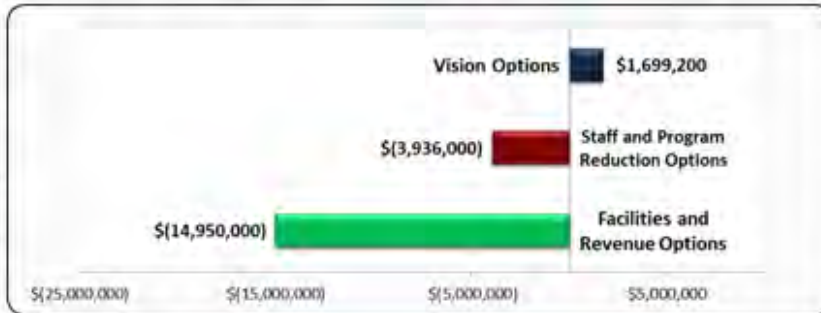 Vision Options $1,699,200
$(3,936,000) Staff and Program
Reduction Options
$(14,950,000) Facilities and
Revenue Options
$(25,000,000) $(15,000,000) $(5,000,000) $5,000,000